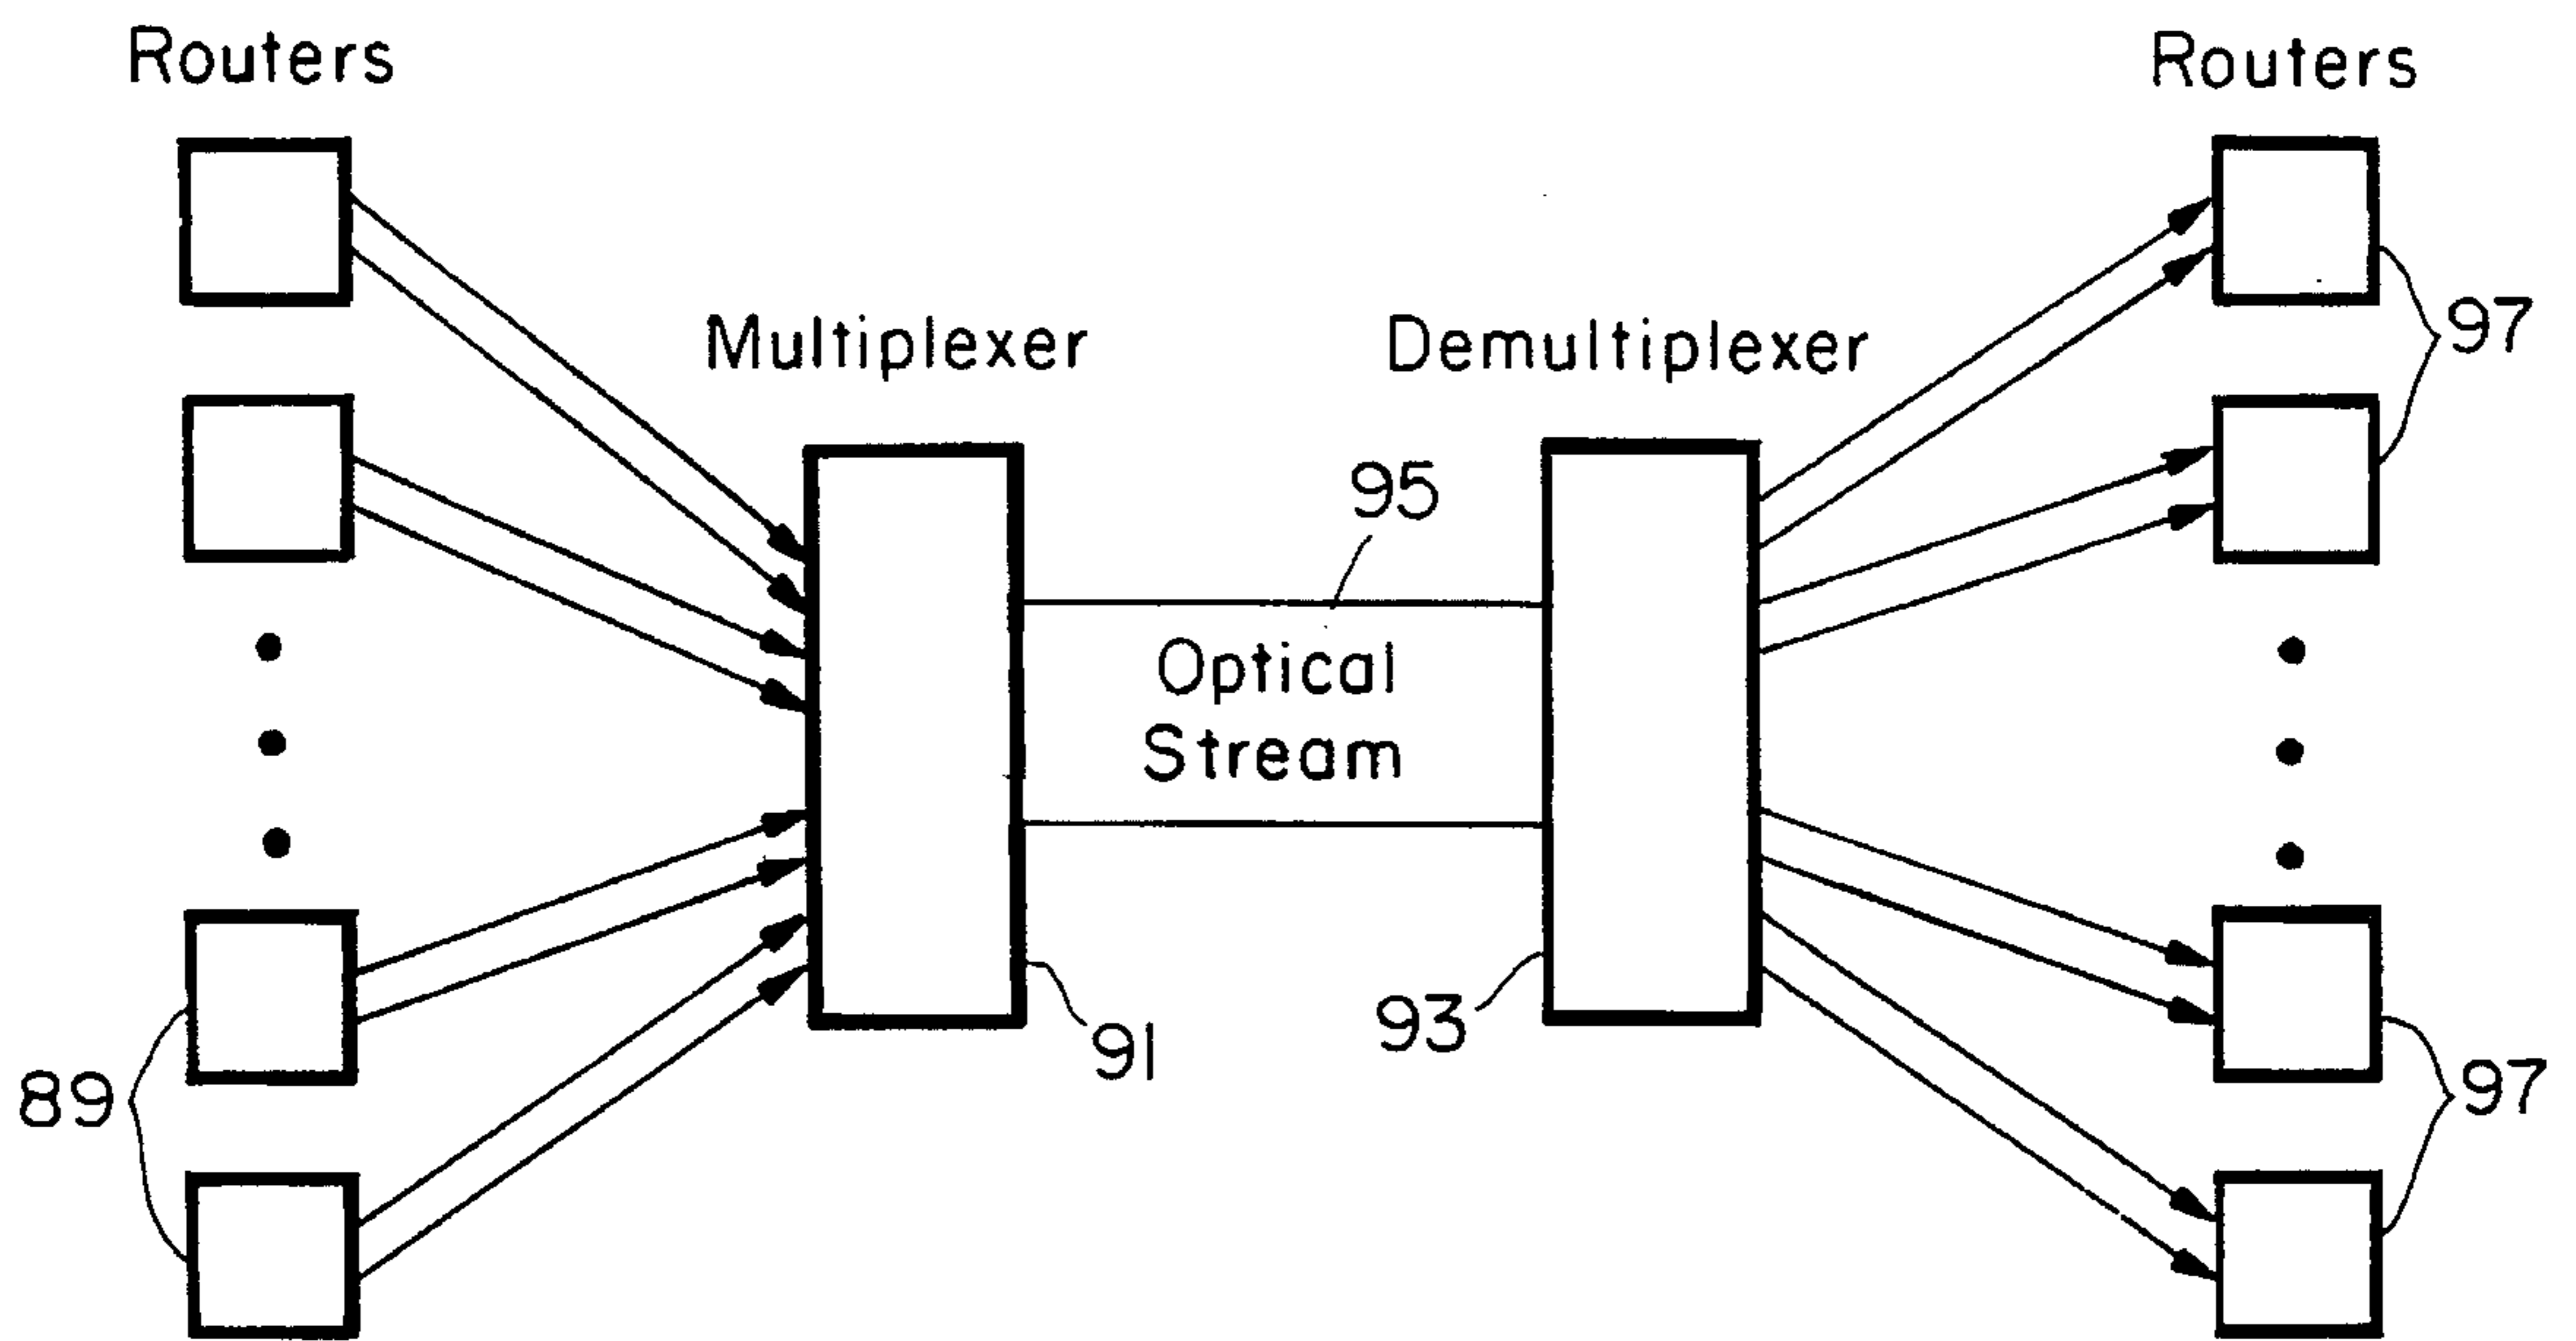 Routers
Routers
Multiplexer
Demultiplexer
97
95
Optical
Stream
91
93
89
97